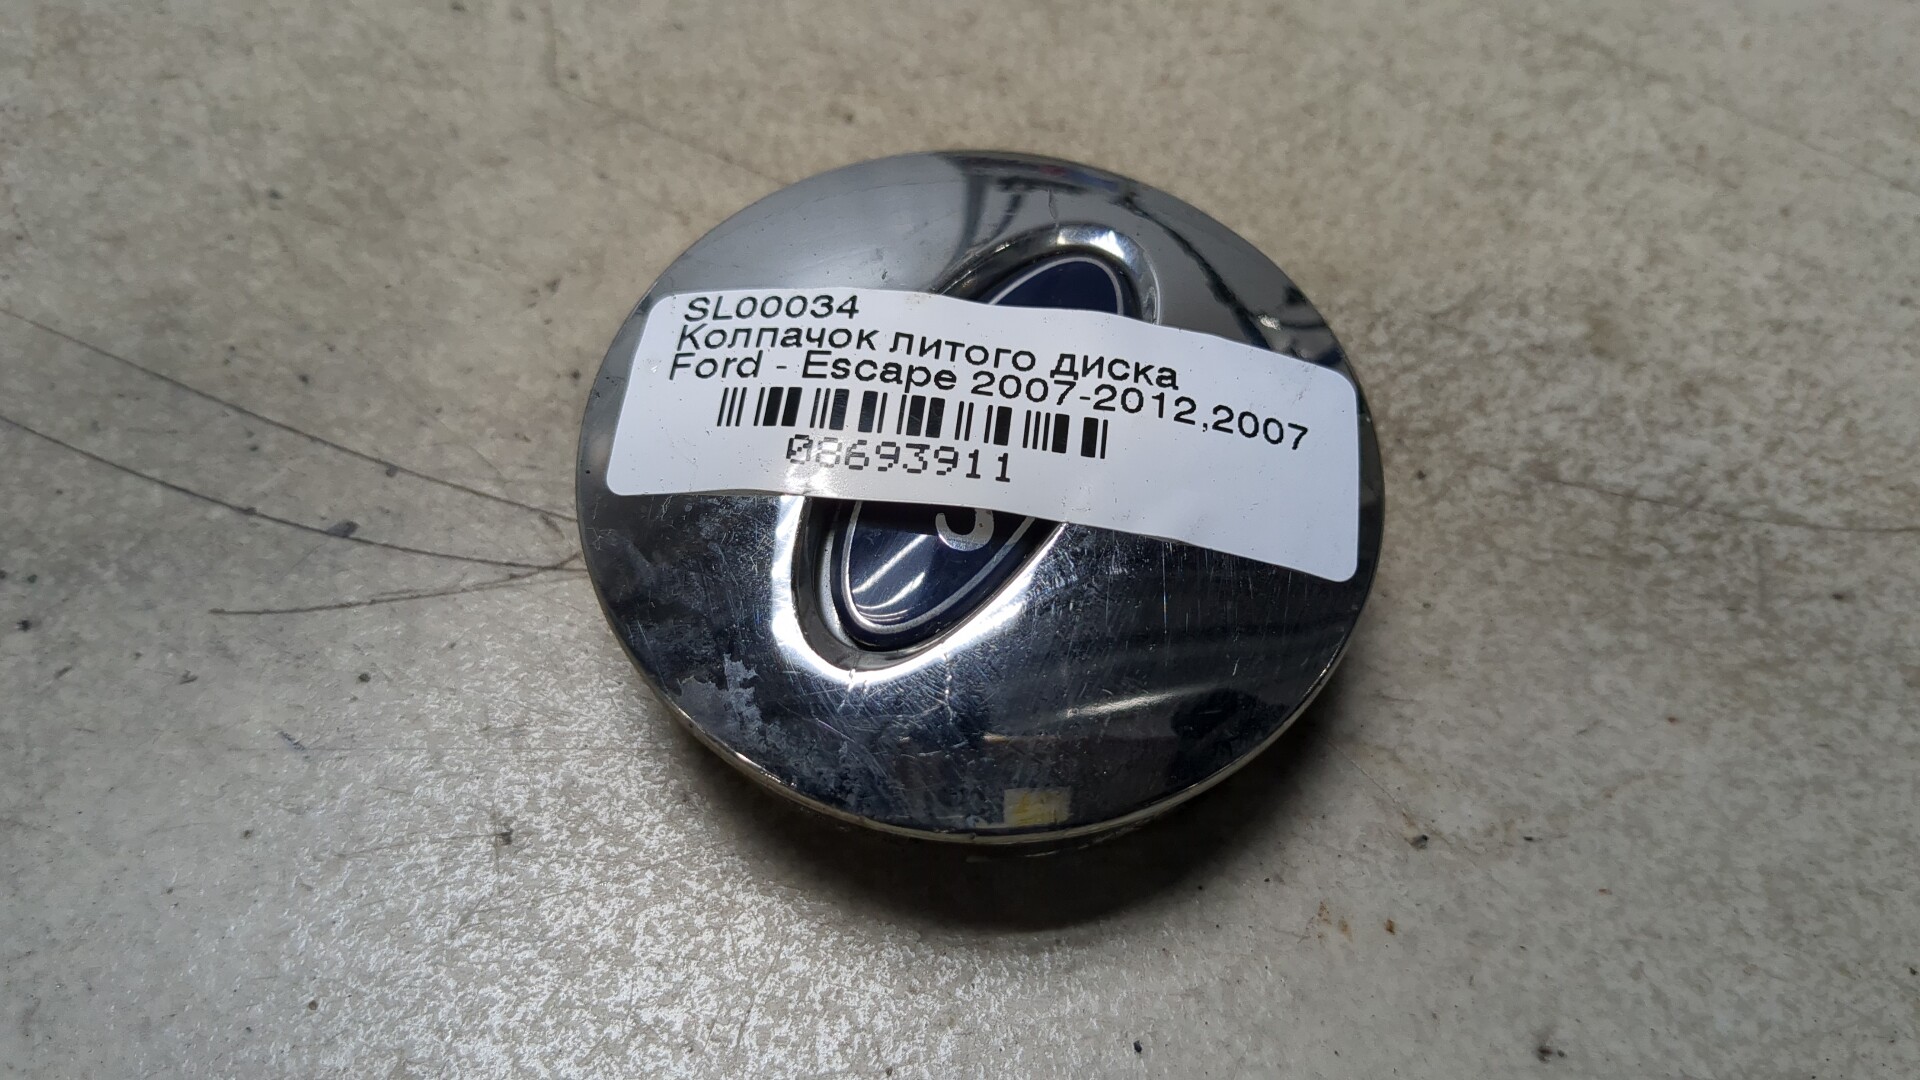 SL00034
Колпачок литого диска
Ford - Escape 2007-2012,2007
08693911